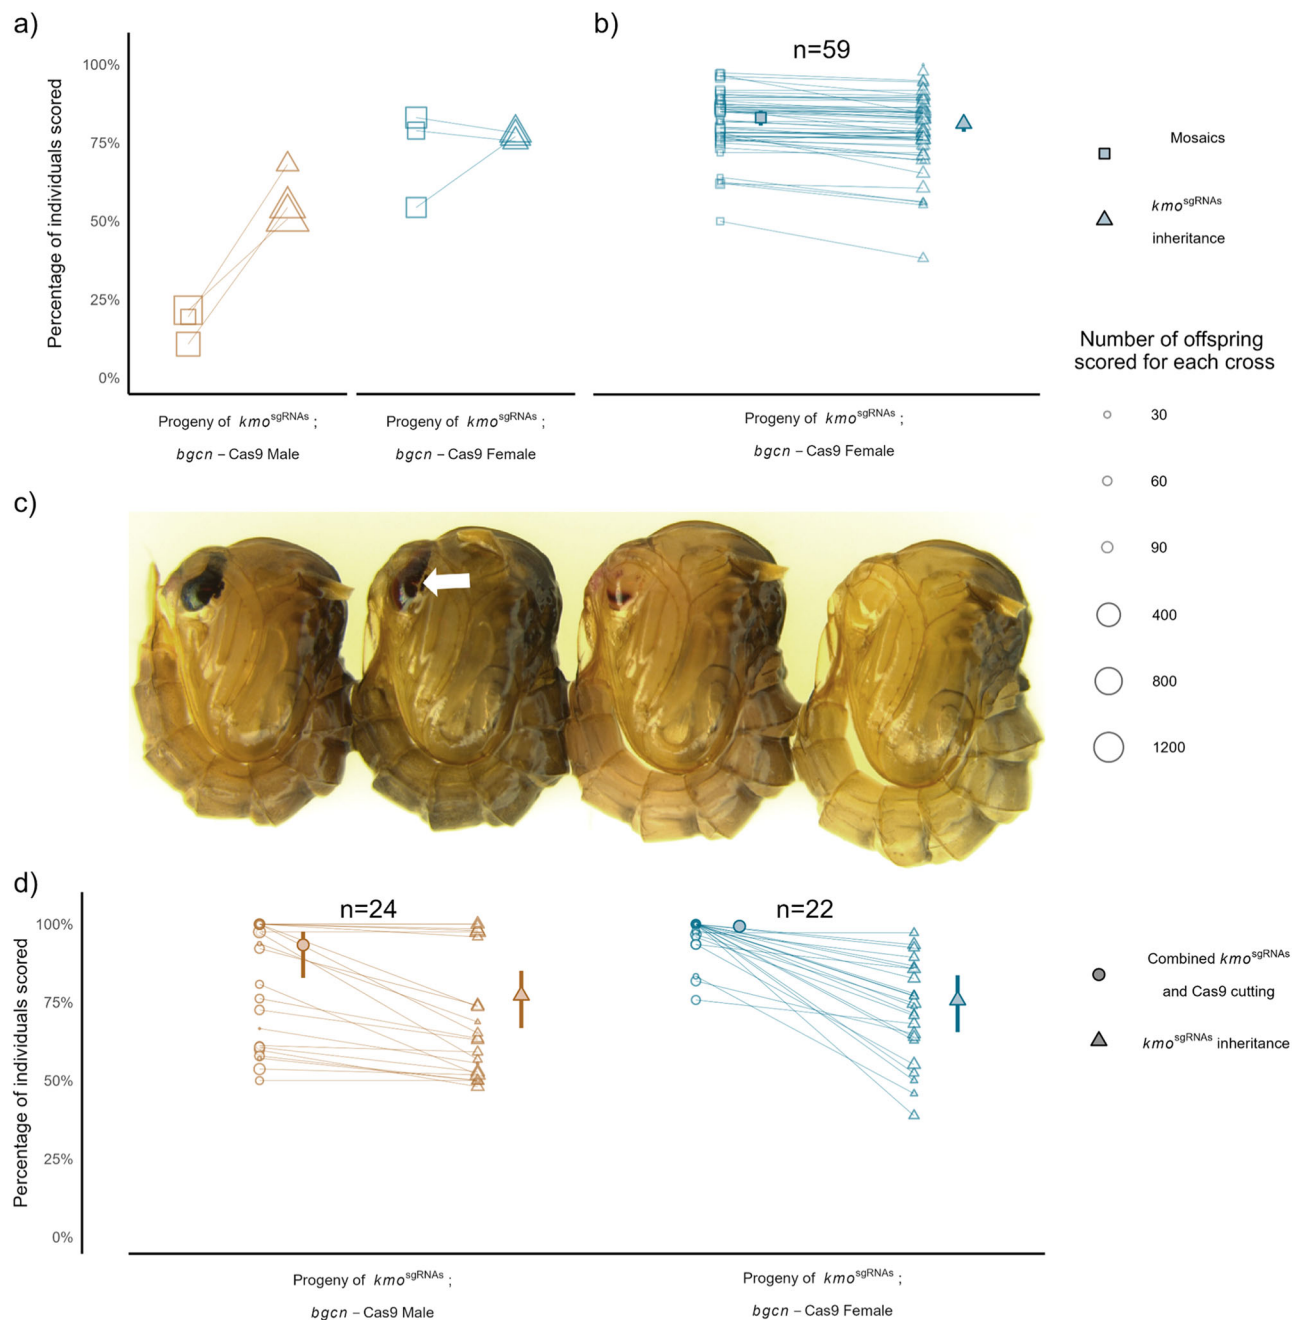 a)
Percentage of individuals scored
100%
75%
50%
25%
0%
Progeny of kmo^sgRNAs ;
bgcn – Cas9 Male
Progeny of kmo^sgRNAs ;
bgcn – Cas9 Female
b)
n=59
Progeny of kmo^sgRNAs ;
bgcn – Cas9 Female
Mosaics
kmo^sgRNAs
inheritance
Number of offspring
scored for each cross
30
60
90
400
800
1200
c)
d)
Percentage of individuals scored
100%
75%
50%
25%
0%
n=24
n=22
Progeny of kmo^sgRNAs ;
bgcn – Cas9 Male
Progeny of kmo^sgRNAs ;
bgcn – Cas9 Female
Combined kmo^sgRNAs
and Cas9 cutting
kmo^sgRNAs inheritance